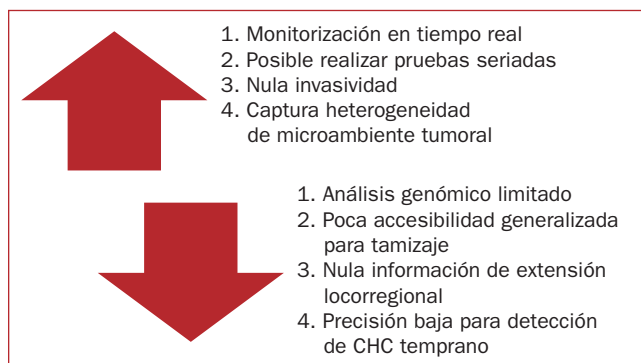 1. Monitorización en tiempo real
2. Posible realizar pruebas seriadas
3. Nula invasividad
4. Captura heterogeneidad
de microambiente tumoral
1. Análisis genómico limitado
2. Poca accesibilidad generalizada
para tamizaje
3. Nula información de extensión
locorregional
4. Precisión baja para detección
de CHC temprano